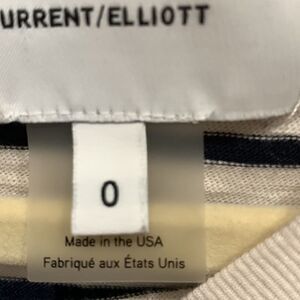 URRENT/ELLIOTT
0
Made in the USA
Fabriqué aux États Unis